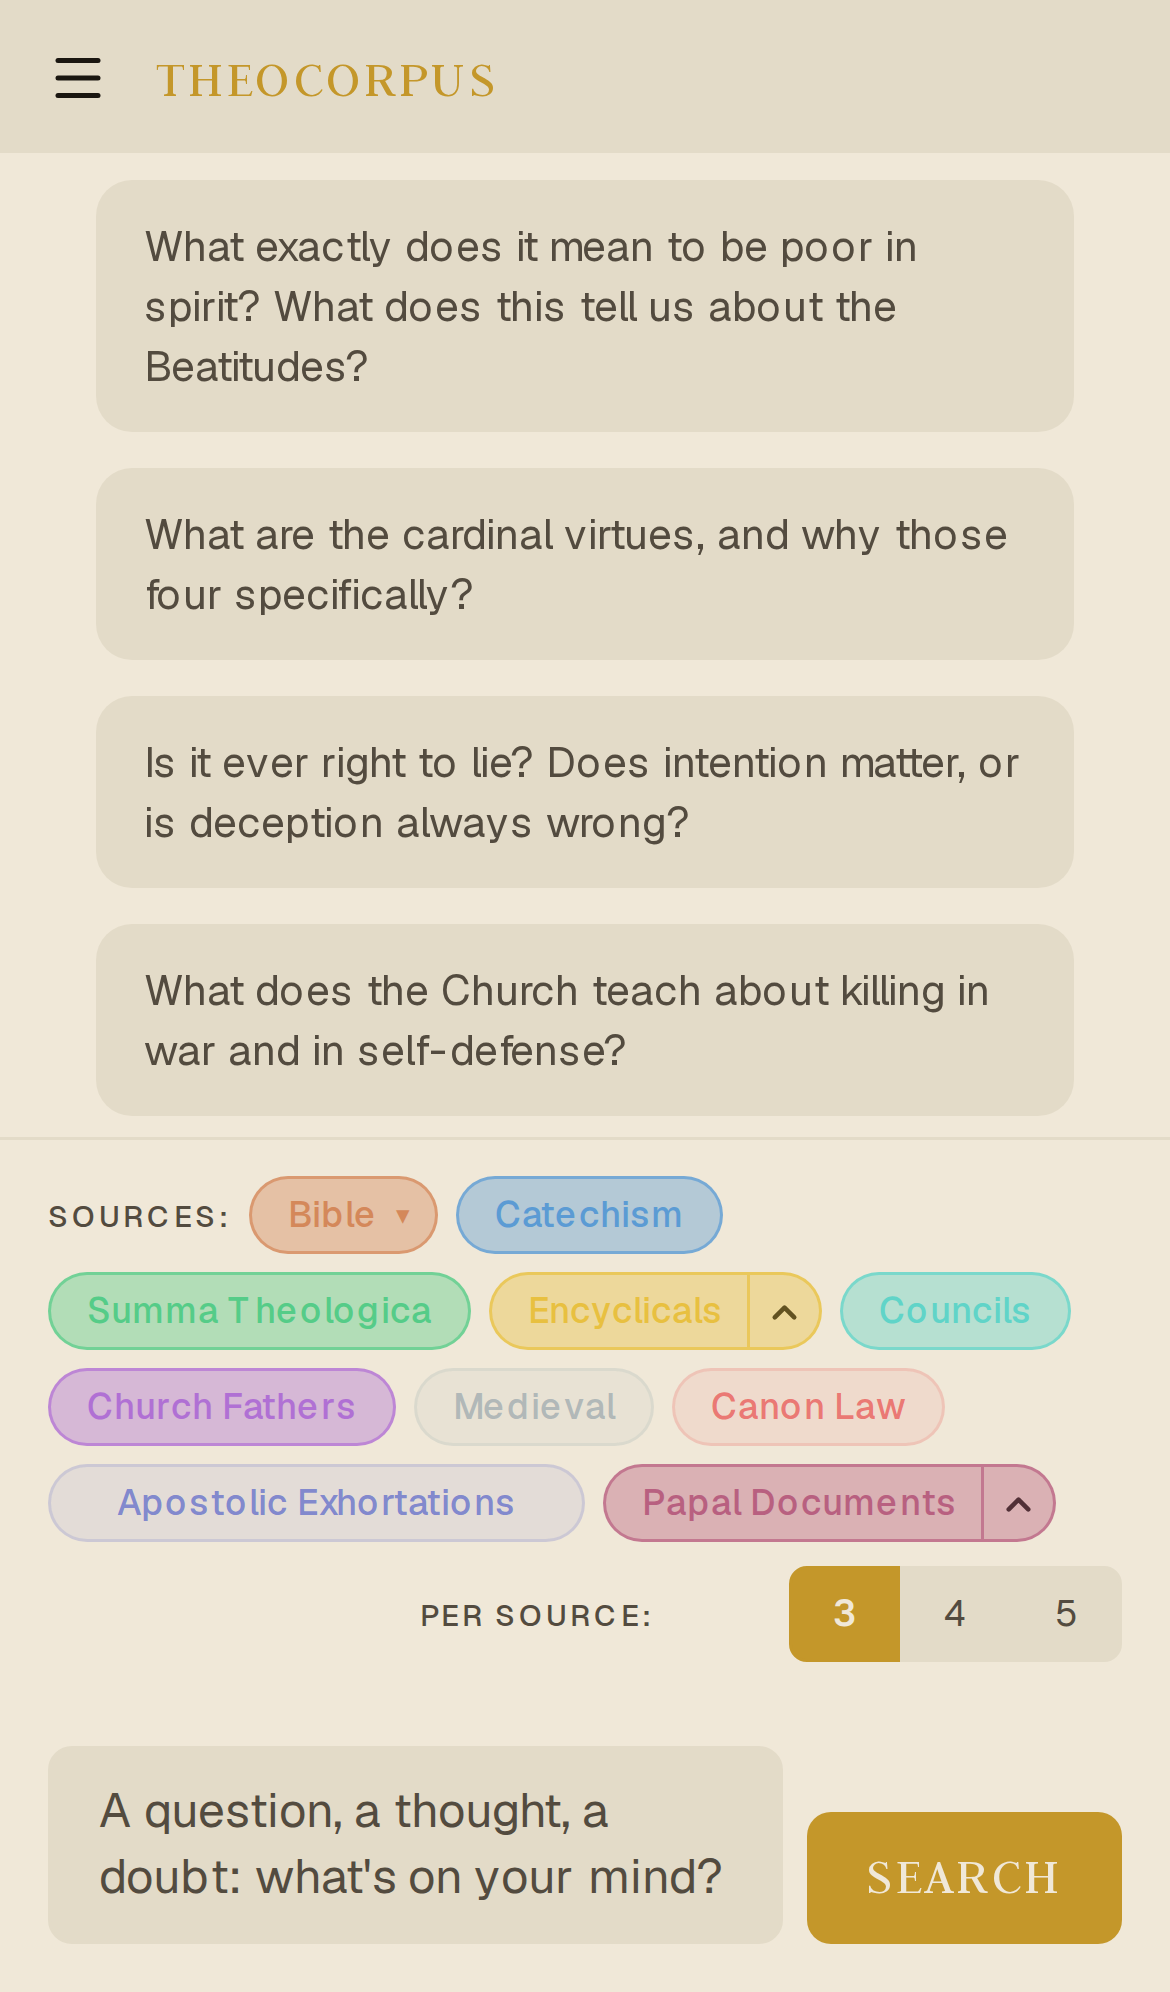 THEOCORPUS
What exactly does it mean to be poor in
spirit? What does this tell us about the
Beatitudes?
What are the cardinal virtues, and why those
four specifically?
Is it ever right to lie? Does intention matter, or
is deception always wrong?
What does the Church teach about killing in
war and in self-defense?
SOURCES: Bible ▾ Catechism
Summa Theologica Encyclicals Councils
Church Fathers Medieval Canon Law
Apostolic Exhortations Papal Documents
PER SOURCE: 3 4 5
A question, a thought, a
doubt: what's on your mind?
SEARCH